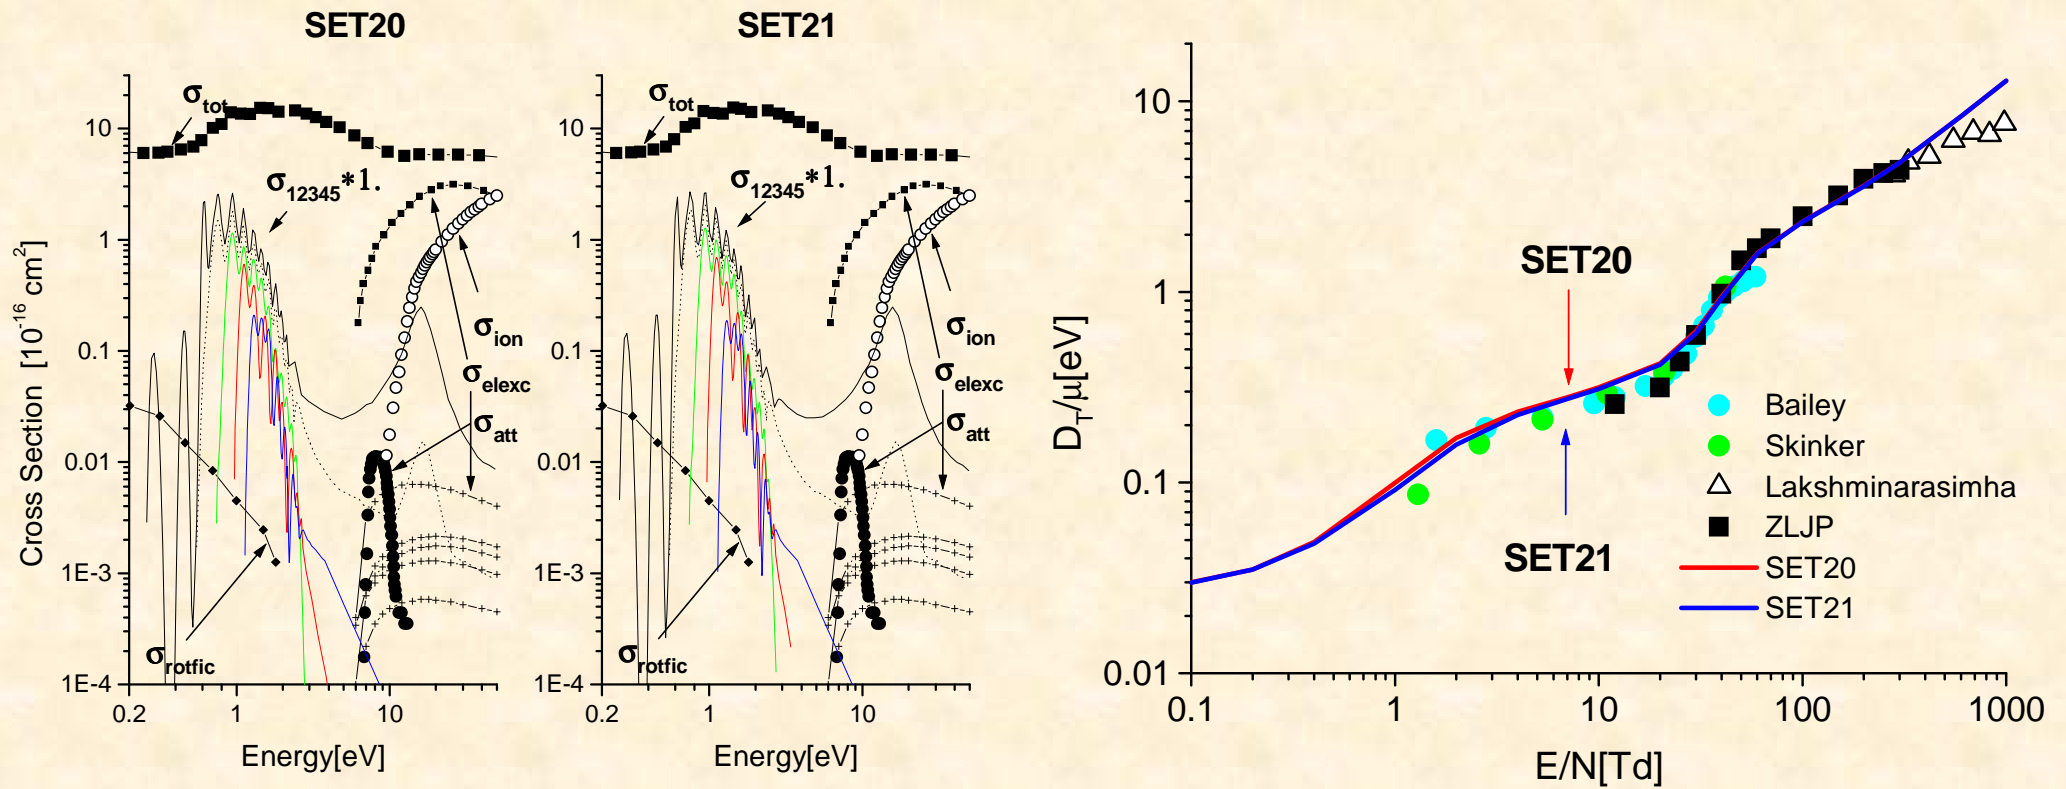 SET20
SET21
Cross Section [10-16 cm2]
10
1
0.1
0.01
1E-3
1E-4
0.2
1
10
Energy[eV]
σtot
σ12345*1.
σion
σelexc
σatt
σrotfic
10
1
0.1
0.01
1E-3
1E-4
0.2
1
10
Energy[eV]
σtot
σ12345*1.
σion
σelexc
σatt
σrotfic
DT/μ[eV]
10
1
0.1
0.01
0.1
1
10
100
1000
E/N[Td]
SET20
SET21
Bailey
Skinker
Lakshminarasimha
ZLJP
SET20
SET21